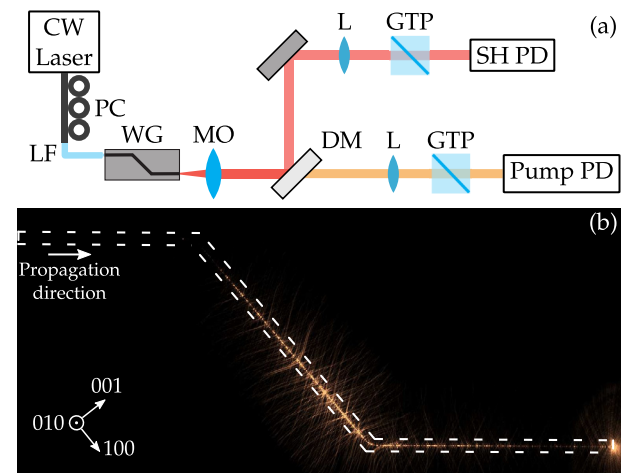 CW
Laser
PC
LF
WG
MO
DM
L
GTP
SH PD
(a)
L
GTP
Pump PD
(b)
Propagation
direction
001
010
100